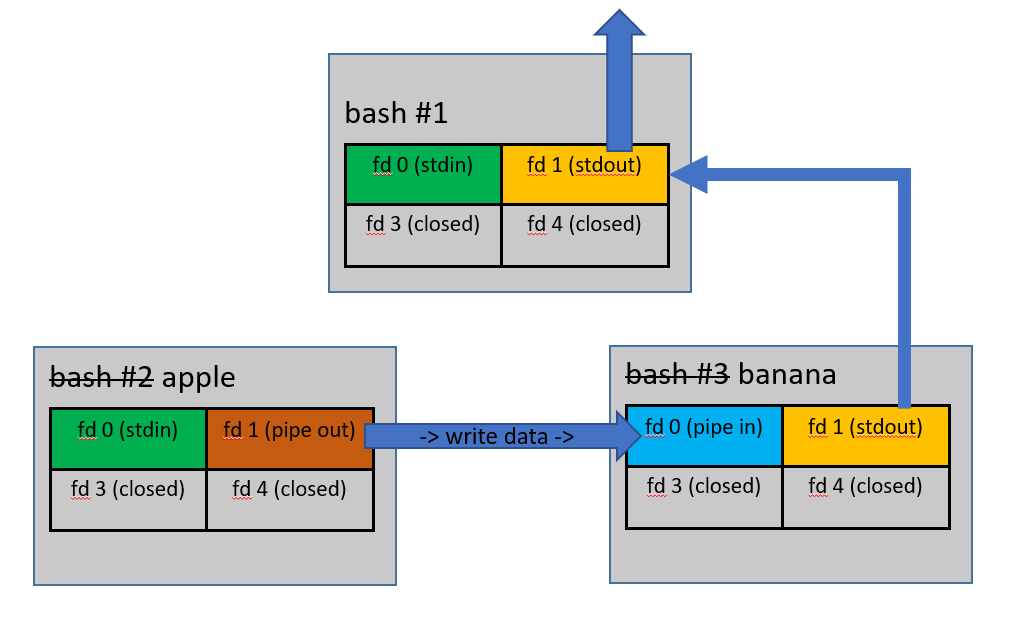 bash #1
fd 0 (stdin)
fd 1 (stdout)
fd 3 (closed)
fd 4 (closed)
bash #2 apple
fd 0 (stdin)
fd 1 (pipe out)
fd 3 (closed)
fd 4 (closed)
-> write data ->
bash #3 banana
fd 0 (pipe in)
fd 1 (stdout)
fd 3 (closed)
fd 4 (closed)